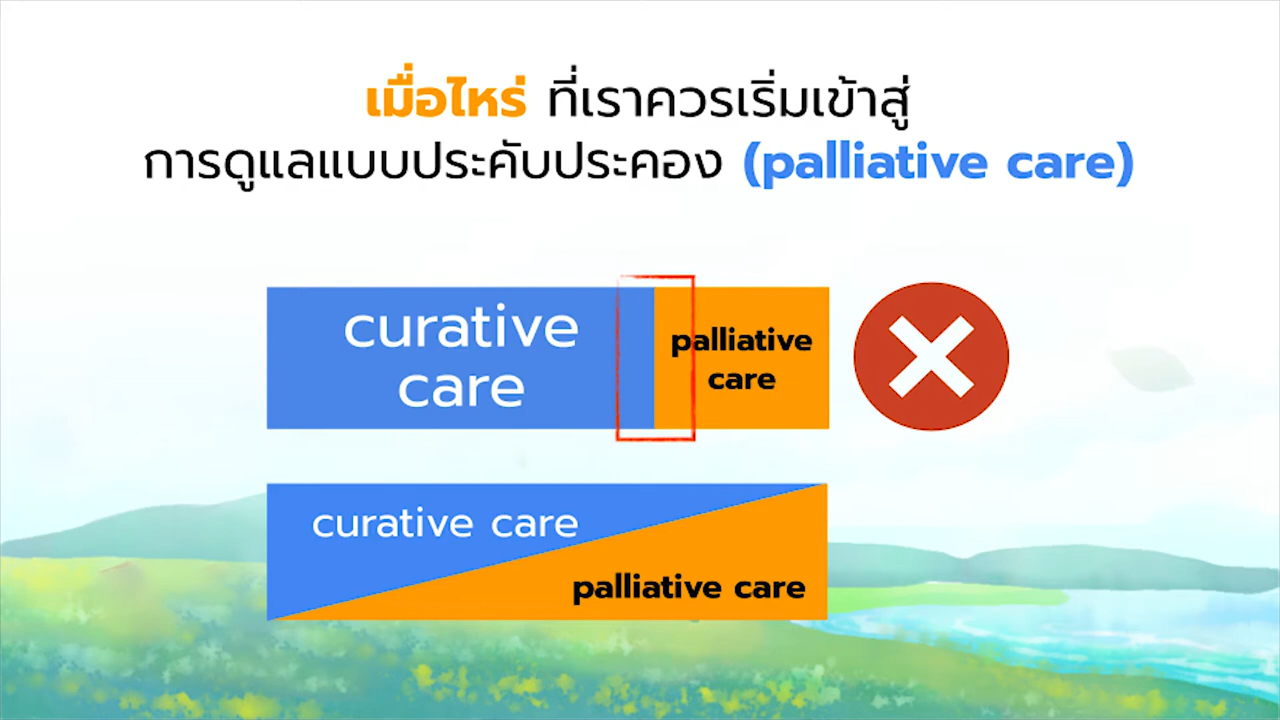 เมื่อไหร่ ที่เราควรเริ่มเข้าสู่
การดูแลแบบประคับประคอง (palliative care)
curative
care
palliative
care
curative care
palliative care